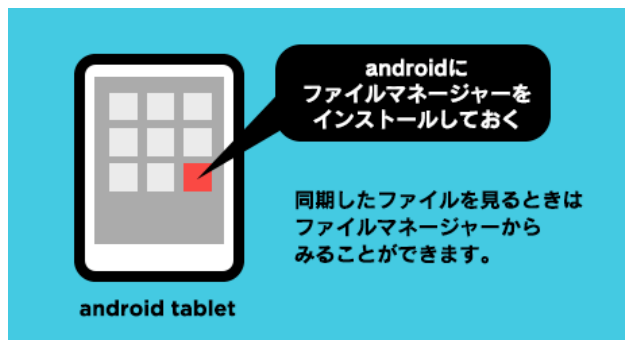 androidに
ファイルマネージャーを
インストールしておく
同期したファイルを見るときは
ファイルマネージャーから
みることができます。
android tablet